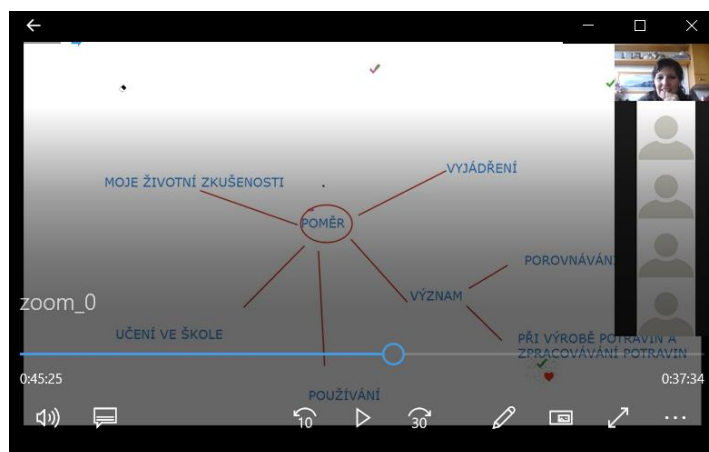 MOJE ŽIVOTNÍ ZKUŠENOSTI
VYJÁDŘENÍ
POMĚR
POROVNÁVÁNÍ
VÝZNAM
zoom_0
UČENÍ VE ŠKOLE
PŘI VÝROBĚ POTRAVIN A
ZPRACOVÁVÁNÍ POTRAVIN
0:45:25
0:37:34
POUŽÍVÁNÍ
10
30